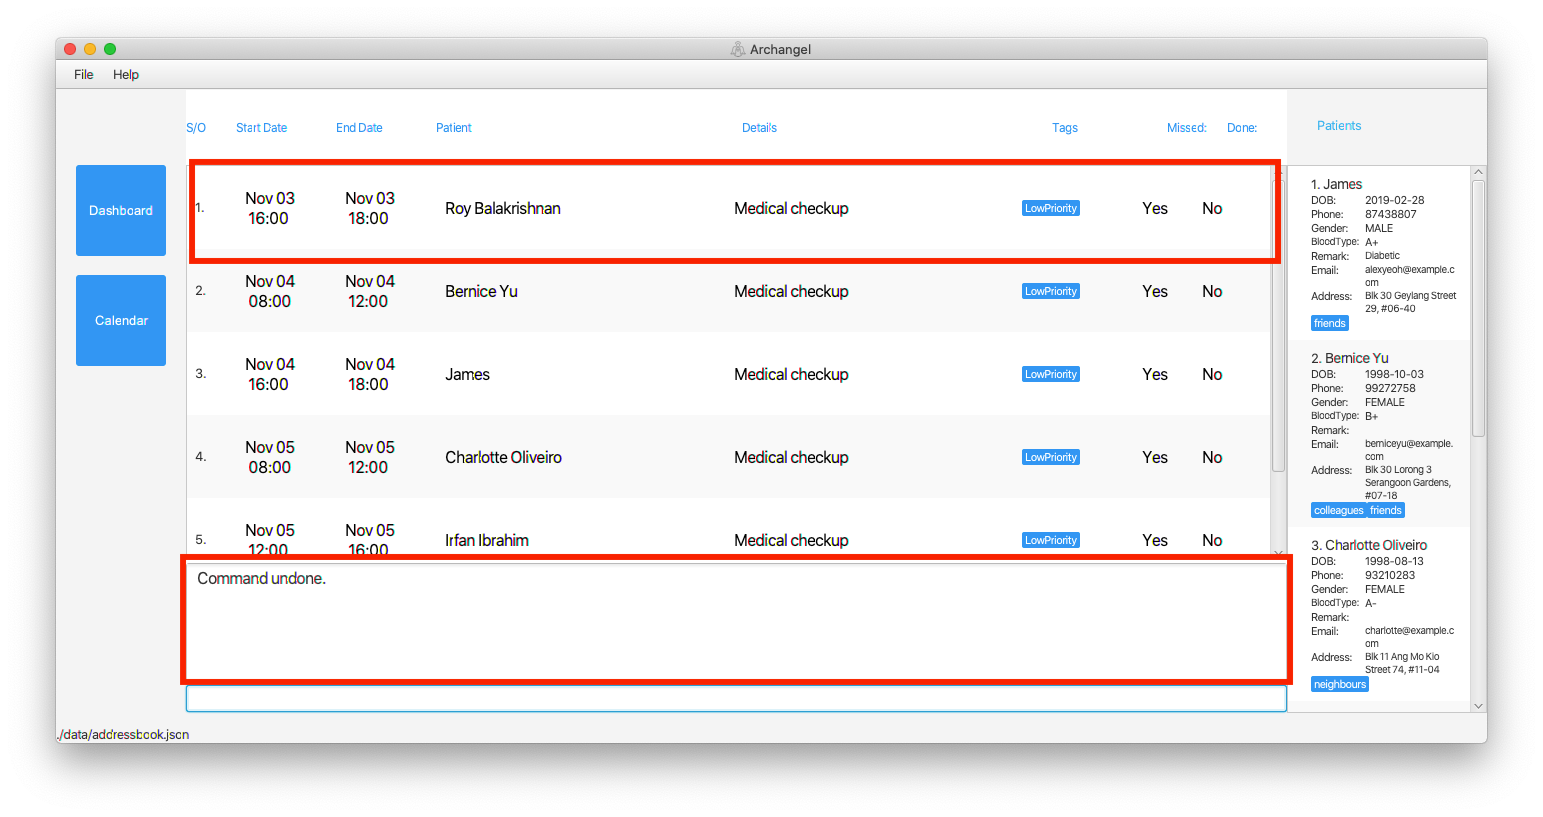 Archangel
File Help
S/O Start Date End Date Patient Details Tags Missed: Done:
Dashboard
Calendar
1. Nov 03 16:00 Nov 03 18:00 Roy Balakrishnan Medical checkup LowPriority Yes No
2. Nov 04 08:00 Nov 04 12:00 Bernice Yu Medical checkup LowPriority Yes No
3. Nov 04 16:00 Nov 04 18:00 James Medical checkup LowPriority Yes No
4. Nov 05 08:00 Nov 05 12:00 Charlotte Oliveiro Medical checkup LowPriority Yes No
5. Nov 05 12:00 Nov 05 16:00 Irfan Ibrahim Medical checkup LowPriority Yes No
Command undone.
Patients
1. James
DOB: 2019-02-28
Phone: 87438807
Gender: MALE
BloodType: A+
Remark: Diabetic
Email: alexyeoh@example.c
om
Address: Blk 30 Geylang Street
29, #06-40
friends
2. Bernice Yu
DOB: 1998-10-03
Phone: 99272758
Gender: FEMALE
BloodType: B+
Remark:
Email: berniceyu@example.
com
Address: Blk 30 Lorong 3
Serangoon Gardens,
#07-18
colleagues friends
3. Charlotte Oliveiro
DOB: 1998-08-13
Phone: 93210283
Gender: FEMALE
BloodType: A-
Remark:
Email: charlotte@example.c
om
Address: Blk 11 Ang Mo Kio
Street 74, #11-04
neighbours
./data/addressbook.json